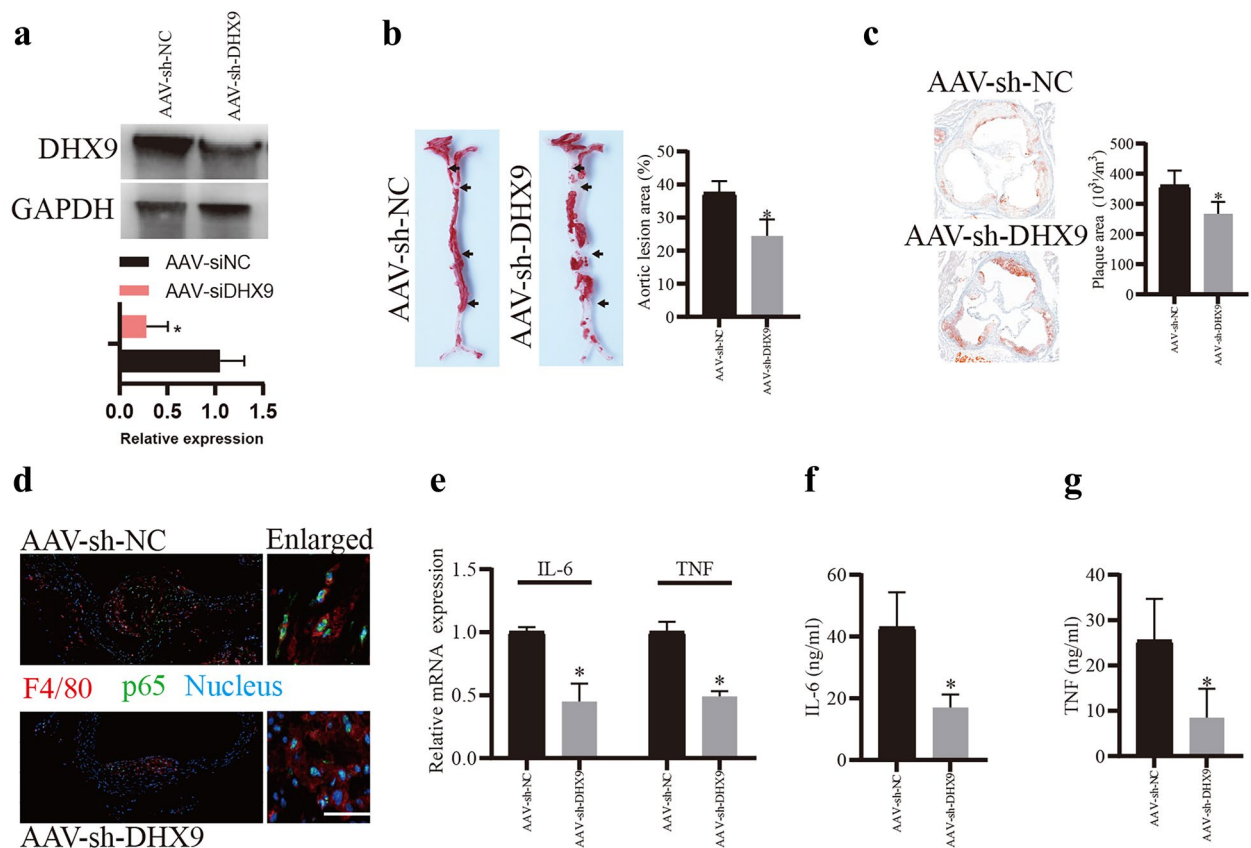 a
AAV-sh-NC
AAV-sh-DHX9
DHX9
GAPDH
AAV-siNC
AAV-siDHX9
*
0.0 0.5 1.0 1.5
Relative expression
b
AAV-sh-NC
AAV-sh-DHX9
Aortic lesion area (%)
50
40
30
20
10
0
*
AAV-sh-NC
AAV-sh-DHX9
c
AAV-sh-NC
AAV-sh-DHX9
Plaque area (10³l/m³)
500
400
300
200
100
0
*
AAV-sh-NC
AAV-sh-DHX9
d
AAV-sh-NC Enlarged
F4/80 p65 Nucleus
AAV-sh-DHX9
e
Relative mRNA expression
1.5
1.0
0.5
0.0
IL-6 TNF
* *
AAV-sh-NC
AAV-sh-DHX9
AAV-sh-NC
AAV-sh-DHX9
f
IL-6 (ng/ml)
60
40
20
0
*
AAV-sh-NC
AAV-sh-DHX9
g
TNF (ng/ml)
40
30
20
10
0
*
AAV-sh-NC
AAV-sh-DHX9